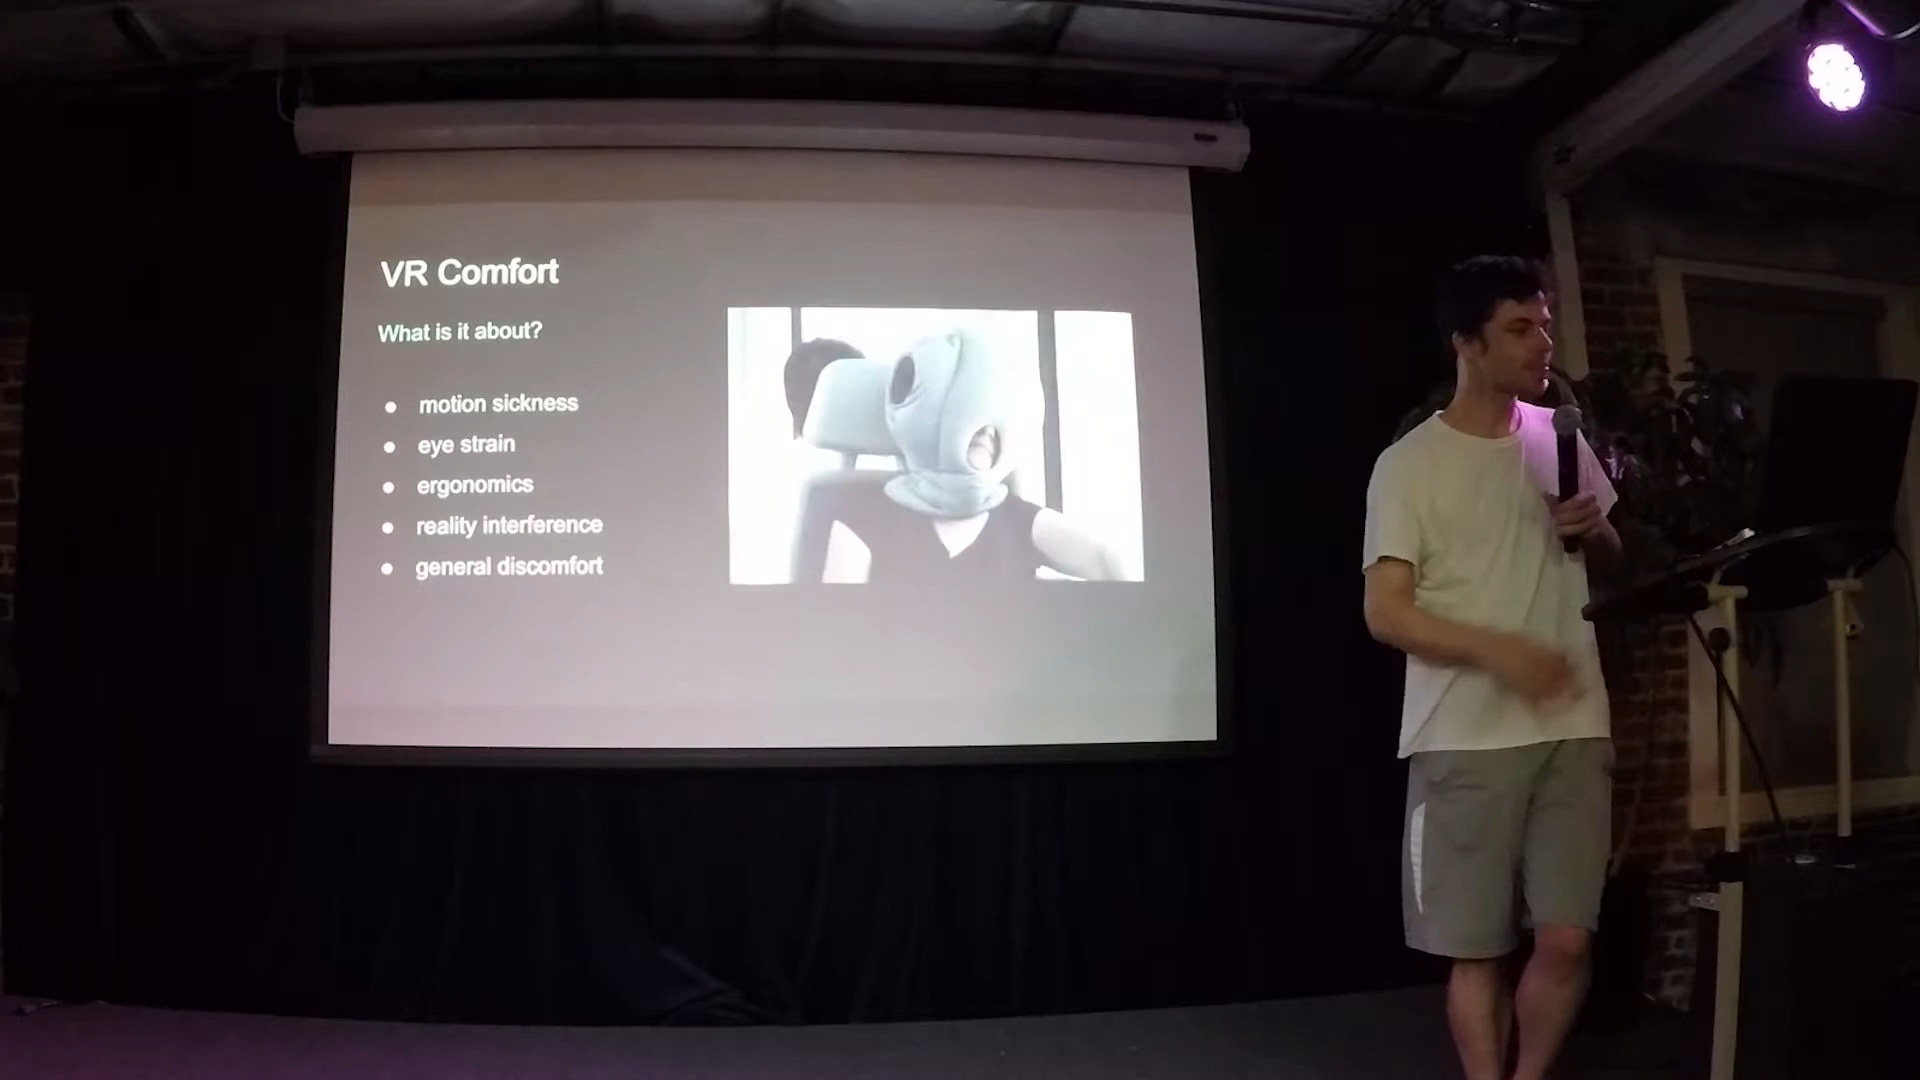 VR Comfort
What is it about?
● motion sickness
● eye strain
● ergonomics
● reality interference
● general discomfort